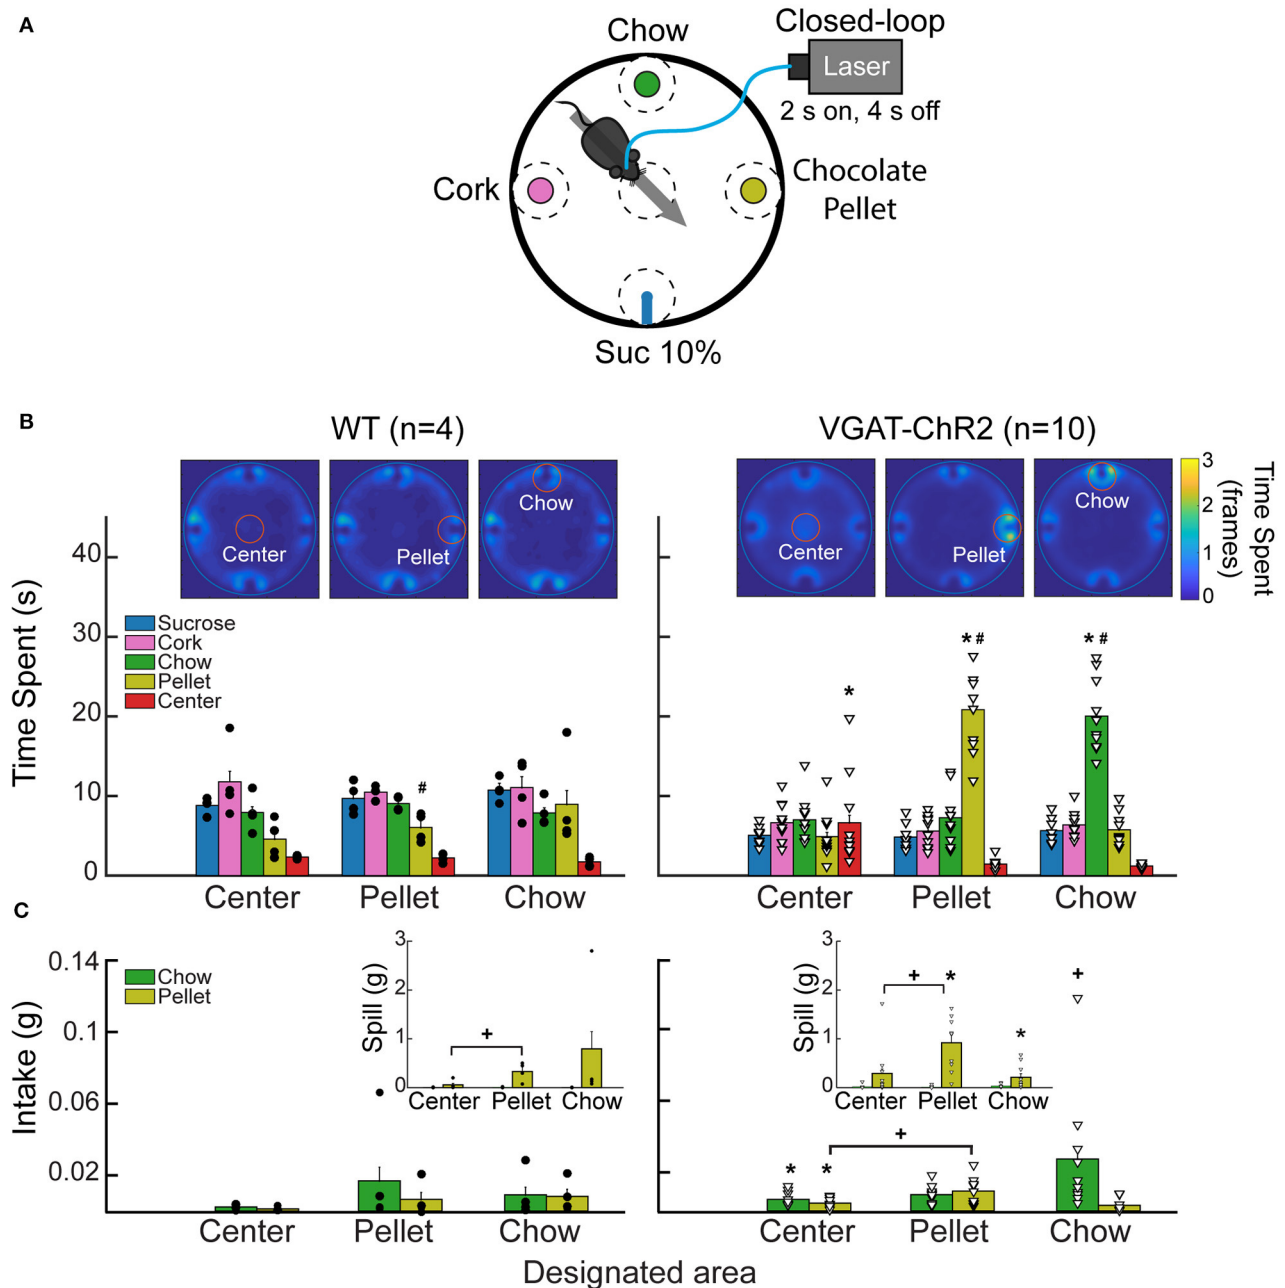 A
Chow
Closed-loop
Laser
2 s on, 4 s off
Cork
Chocolate
Pellet
Suc 10%
B
WT (n=4)
VGAT-ChR2 (n=10)
Center
Pellet
Chow
Center
Pellet
Chow
3
2
1
0
Time Spent
(frames)
Time Spent (s)
40
30
20
10
0
Sucrose
Cork
Chow
Pellet
Center
#
*
* #
* #
Center
Pellet
Chow
Center
Pellet
Chow
C
Intake (g)
0.14
0.1
0.06
0.02
Chow
Pellet
Spill (g)
3
2
1
0
+
Center
Pellet
Chow
Spill (g)
3
2
1
0
+
*
*
Center
Pellet
Chow
+
*
*
+
Center
Pellet
Chow
Center
Pellet
Chow
Designated area